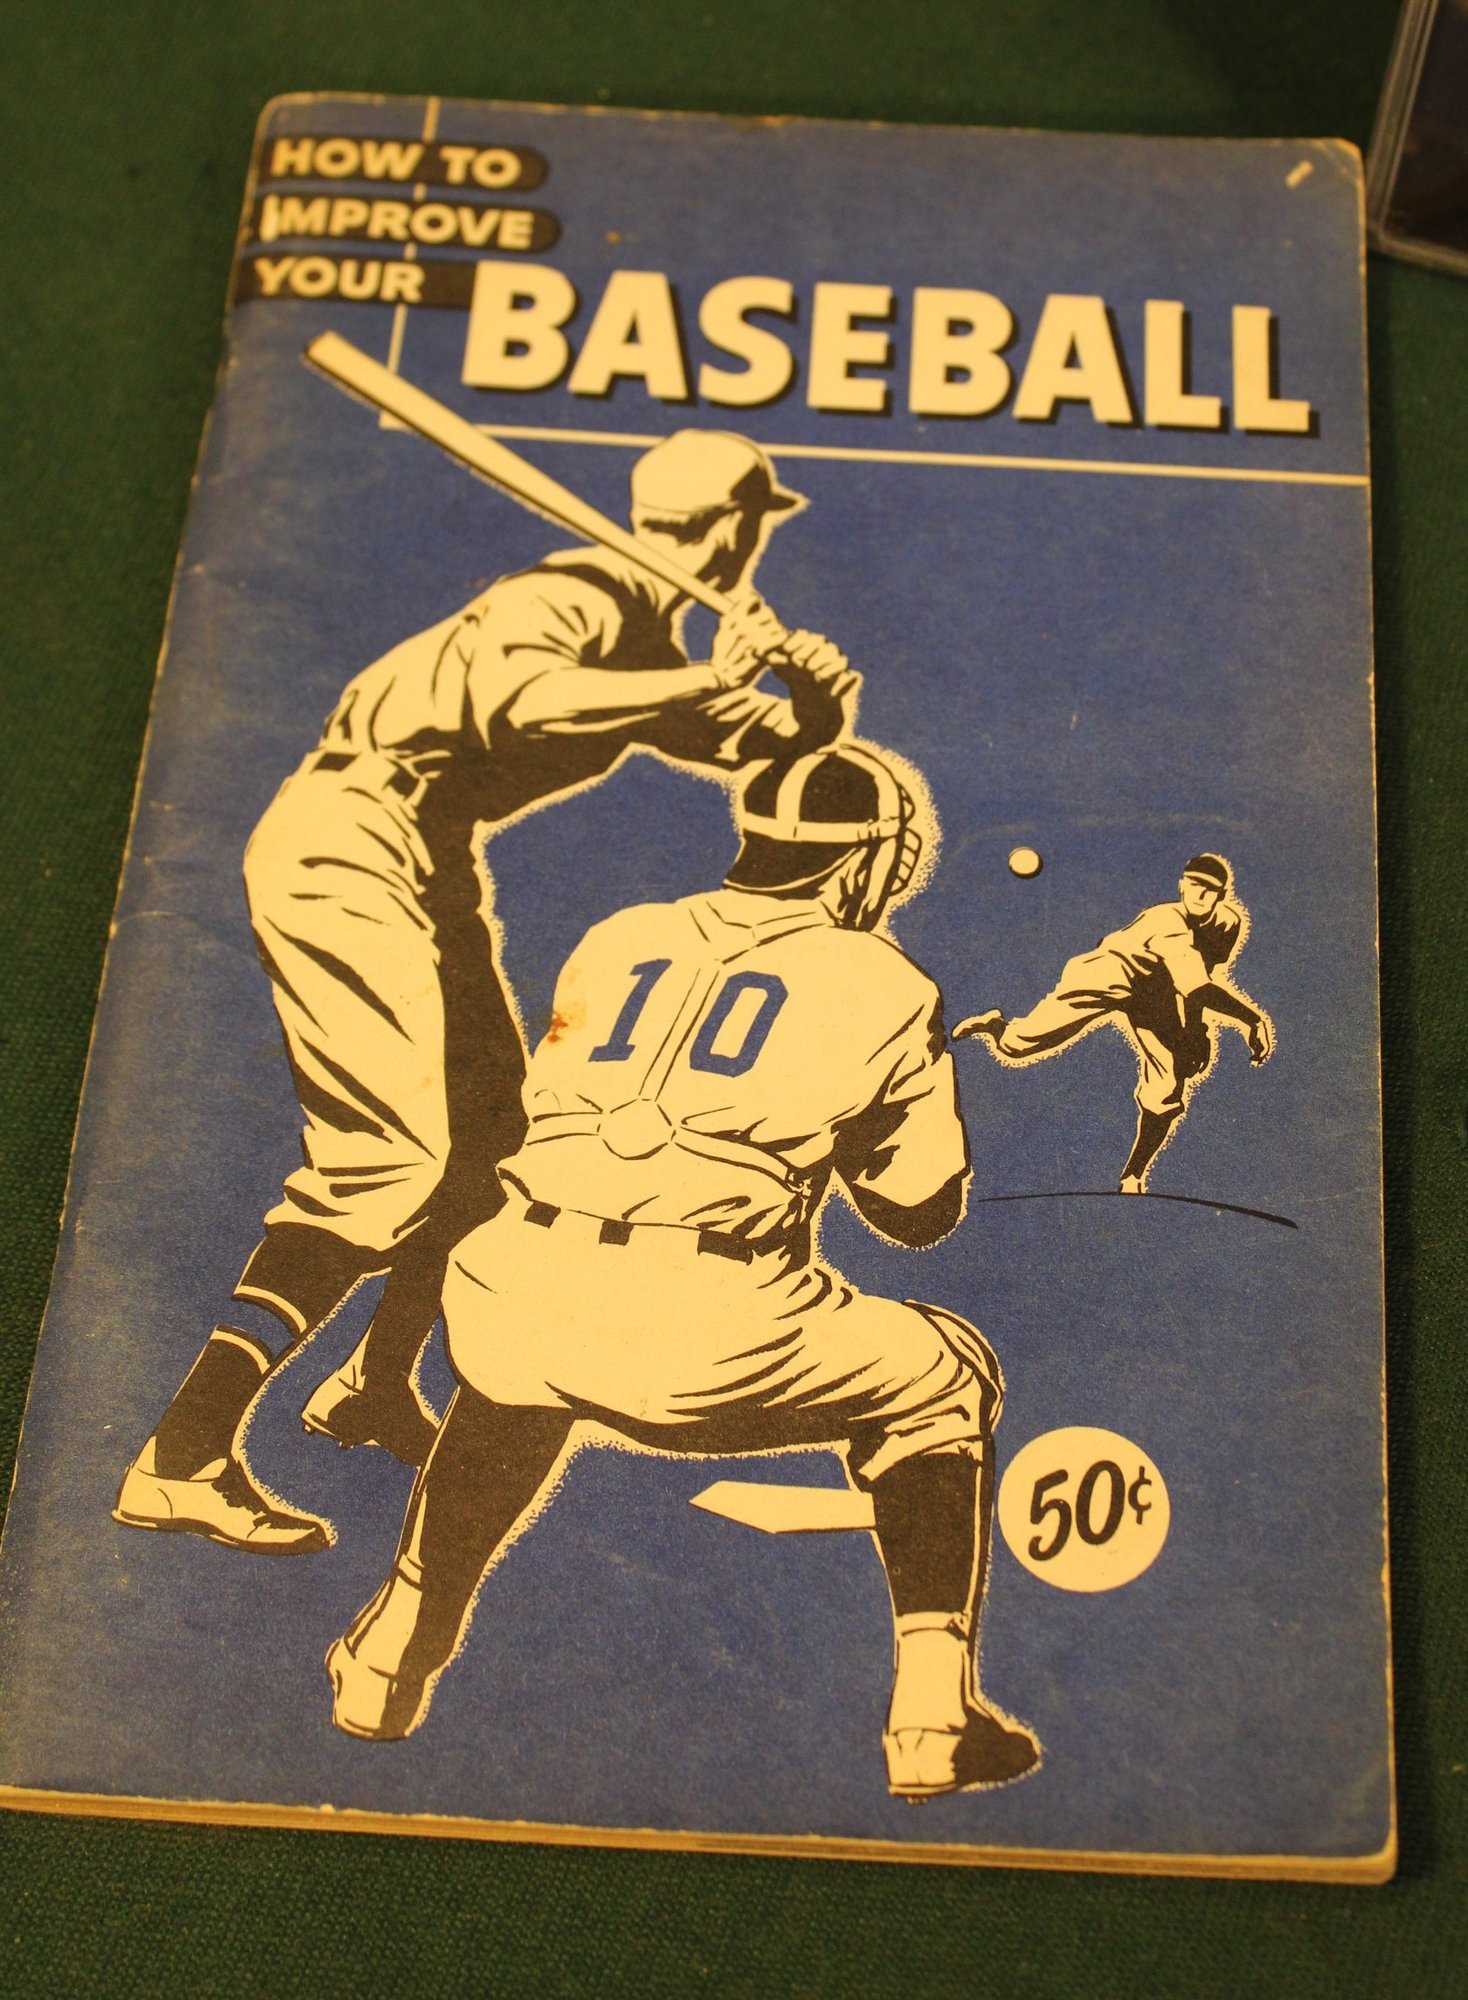 HOW TO
IMPROVE
YOUR BASEBALL
10
50¢